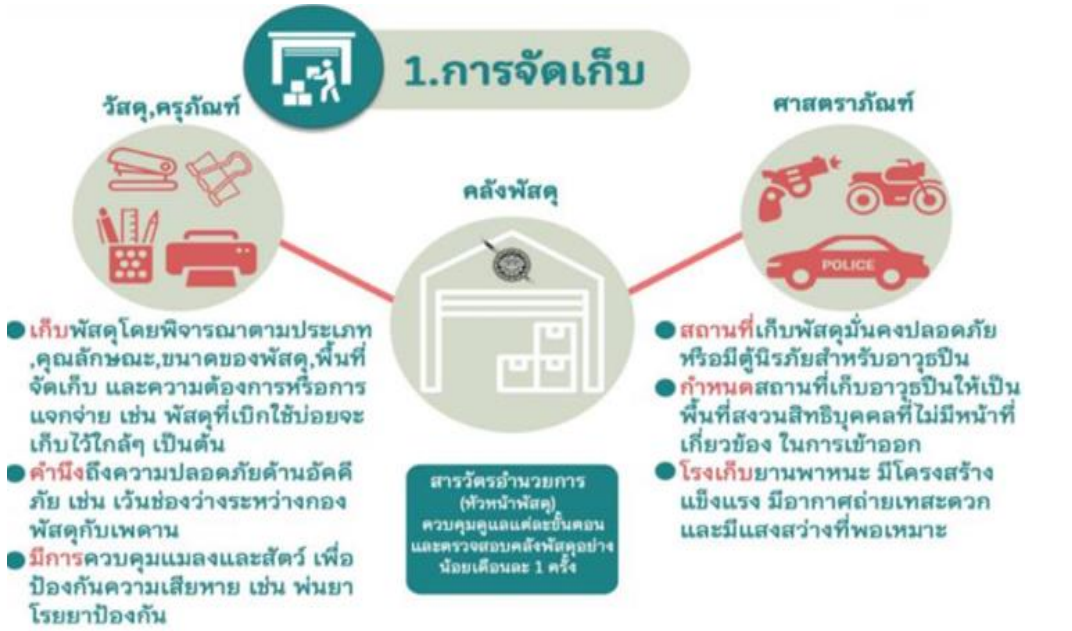 1.การจัดเก็บ
วัสดุ,ครุภัณฑ์
เก็บพัสดุโดยพิจารณาตามประเภท
,คุณลักษณะ,ขนาดของพัสดุ,พื้นที่
จัดเก็บ และความต้องการหรือการ
แจกจ่าย เช่น พัสดุที่เบิกใช้บ่อยจะ
เก็บไว้ใกล้ๆ เป็นต้น
คำนึงถึงความปลอดภัยด้านอัคคี
ภัย เช่น เว้นช่องว่างระหว่างกอง
พัสดุกับเพดาน
มีการควบคุมแมลงและสัตว์ เพื่อ
ป้องกันความเสียหาย เช่น พ่นยา
โรยยาป้องกัน
คลังพัสดุ
สารวัตรอำนวยการ
(หัวหน้าพัสดุ)
ควบคุมดูแลแต่ละขั้นตอน
และตรวจสอบคลังพัสดุอย่าง
น้อยเดือนละ 1 ครั้ง
ศาสตราภัณฑ์
POLICE
สถานที่เก็บพัสดุมั่นคงปลอดภัย
หรือมีตู้นิรภัยสำหรับอาวุธปืน
กำหนดสถานที่เก็บอาวุธปืนให้เป็น
พื้นที่สงวนสิทธิบุคคลที่ไม่มีหน้าที่
เกี่ยวข้อง ในการเข้าออก
โรงเก็บยานพาหนะ มีโครงสร้าง
แข็งแรง มีอากาศถ่ายเทสะดวก
และมีแสงสว่างที่พอเหมาะ